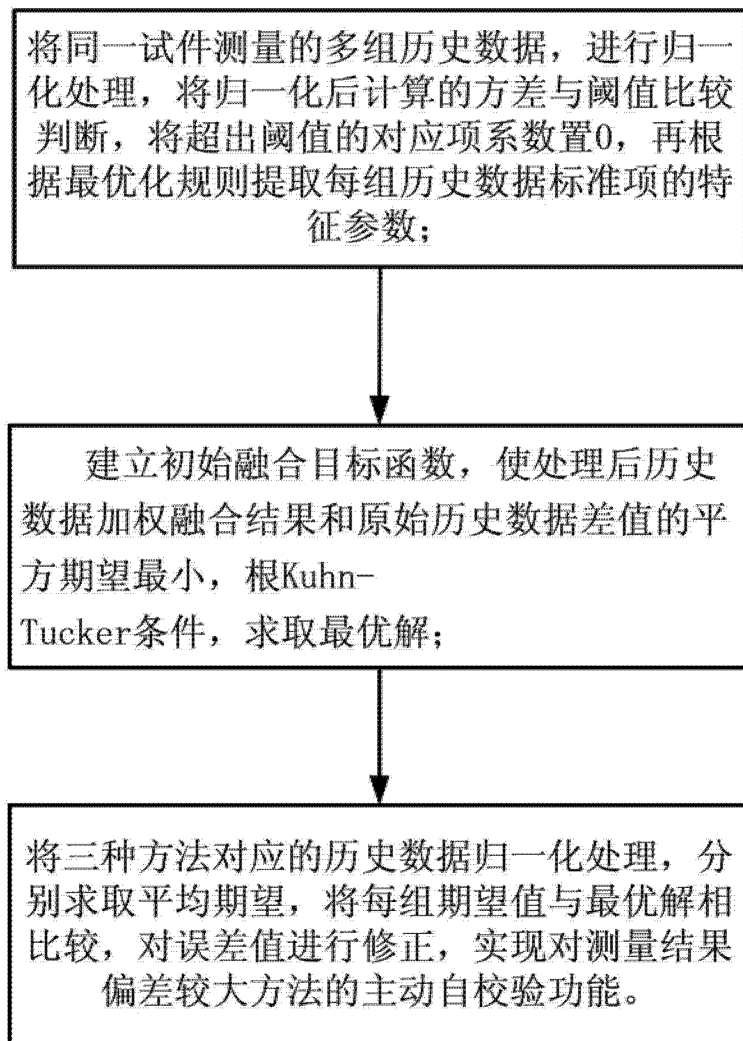 将同一试件测量的多组历史数据，进行归一
化处理，将归一化后计算的方差与阈值比较
判断，将超出阈值的对应项系数置0，再根
据最优化规则提取每组历史数据标准项的特
征参数；
建立初始融合目标函数，使处理后历史
数据加权融合结果和原始历史数据差值的平
方期望最小，根Kuhn-
Tucker条件，求取最优解；
将三种方法对应的历史数据归一化处理，分
别求取平均期望，将每组期望值与最优解相
比较，对误差值进行修正，实现对测量结果
偏差较大方法的主动自校验功能。